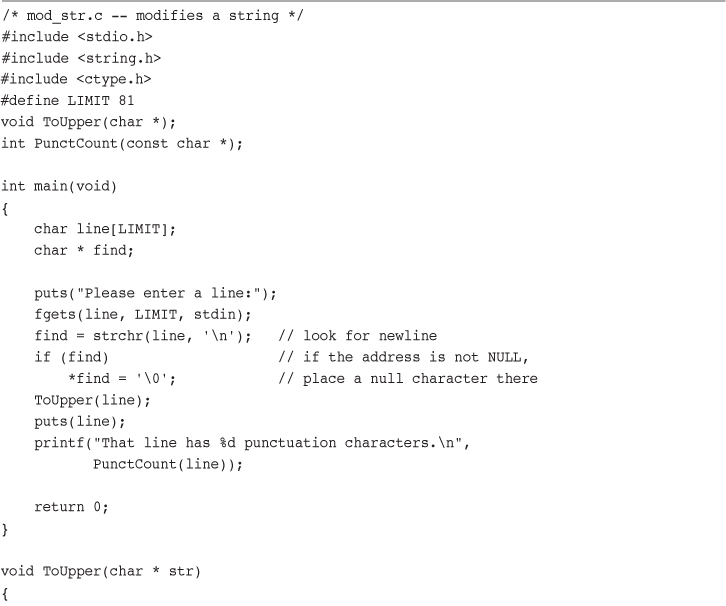 /* mod_str.c -- modifies a string */
#include <stdio.h>
#include <string.h>
#include <ctype.h>
#define LIMIT 81
void ToUpper(char *);
int PunctCount(const char *);

int main(void)
{
    char line[LIMIT];
    char * find;

    puts("Please enter a line:");
    fgets(line, LIMIT, stdin);
    find = strchr(line, '\n');   // look for newline
    if (find)                    // if the address is not NULL,
        *find = '\0';            // place a null character there
    ToUpper(line);
    puts(line);
    printf("That line has %d punctuation characters.\n",
           PunctCount(line));

    return 0;
}

void ToUpper(char * str)
{